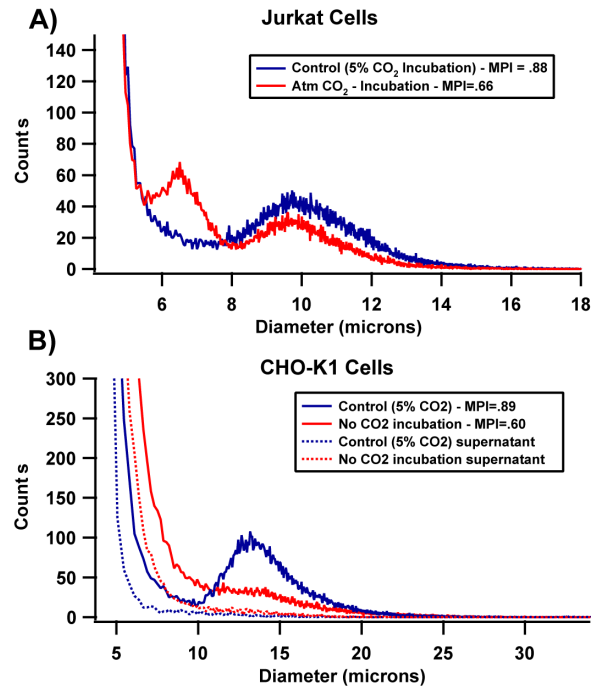 A)
Jurkat Cells
140
120
100
80
60
40
20
0
Counts
Control (5% CO2 Incubation) - MPI = .88
Atm CO2 - Incubation - MPI=.66
6 8 10 12 14 16 18
Diameter (microns)
B)
CHO-K1 Cells
300
250
200
150
100
50
0
Counts
Control (5% CO2) - MPI=.89
No CO2 incubation - MPI=.60
Control (5% CO2) supernatant
No CO2 incubation supernatant
5 10 15 20 25 30
Diameter (microns)